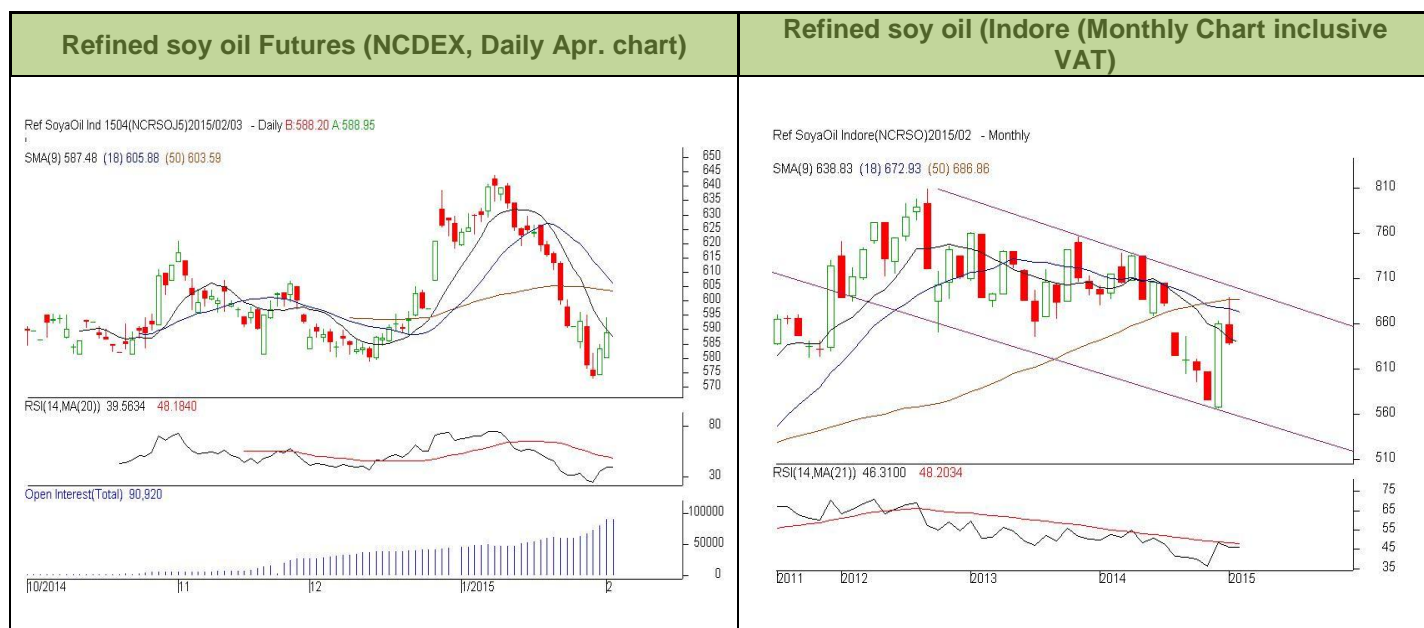 Refined soy oil Futures (NCDEX, Daily Apr. chart)
Refined soy oil (Indore (Monthly Chart inclusive
VAT)
Ref SoyaOil Ind 1504(NCRSOJ5)2015/02/03 - Daily B:588.20 A:588.95
SMA(9) 587.48 (18) 605.88 (50) 603.59
650
645
640
635
630
625
620
615
610
605
600
595
590
585
580
575
570
RSI(14,MA(20)) 39.5634 48.1840
80
30
Open Interest(Total) 90,920
100000
50000
0
10/2014 11 12 1/2015 2
Ref SoyaOil Indore(NCRSO)2015/02 - Monthly
SMA(9) 638.83 (18) 672.93 (50) 686.86
810
760
710
660
610
560
510
RSI(14,MA(21)) 46.3100 48.2034
75
65
55
45
35
2011 2012 2013 2014 2015